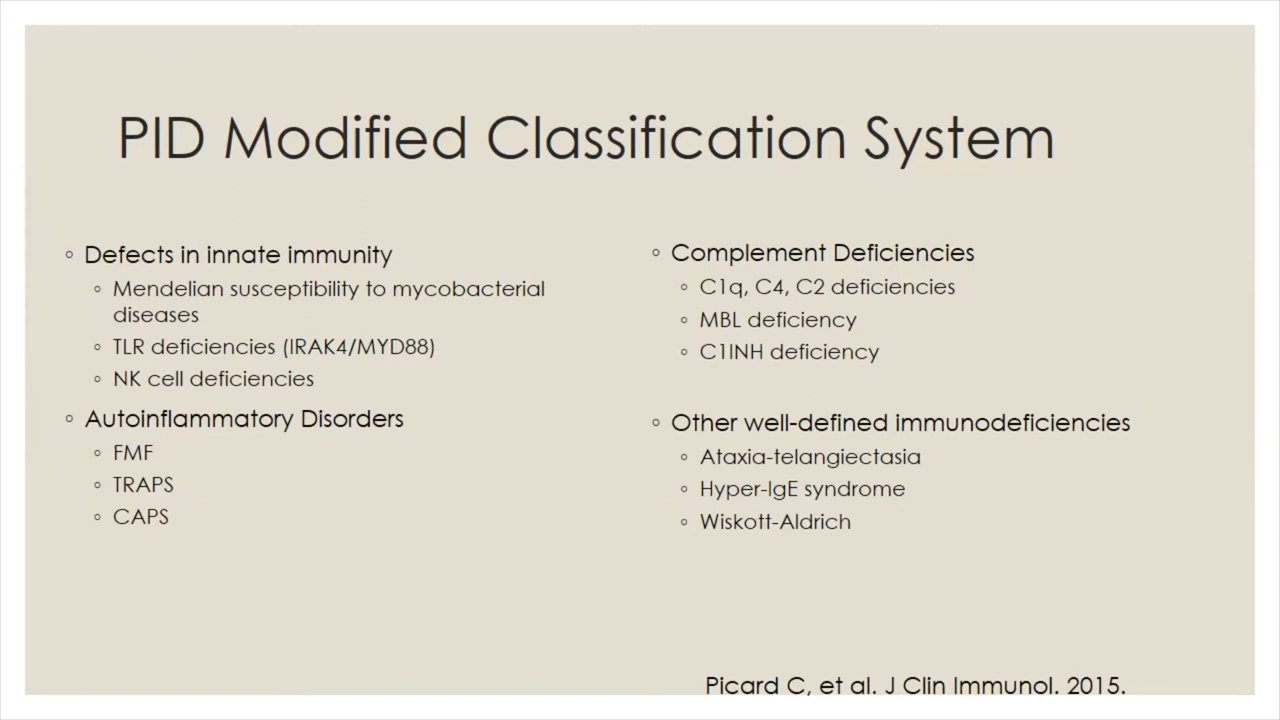 PID Modified Classification System
◦ Defects in innate immunity
◦ Mendelian susceptibility to mycobacterial
diseases
◦ TLR deficiencies (IRAK4/MYD88)
◦ NK cell deficiencies
◦ Autoinflammatory Disorders
◦ FMF
◦ TRAPS
◦ CAPS
◦ Complement Deficiencies
◦ C1q, C4, C2 deficiencies
◦ MBL deficiency
◦ C1INH deficiency
◦ Other well-defined immunodeficiencies
◦ Ataxia-telangiectasia
◦ Hyper-IgE syndrome
◦ Wiskott-Aldrich
Picard C, et al. J Clin Immunol. 2015.